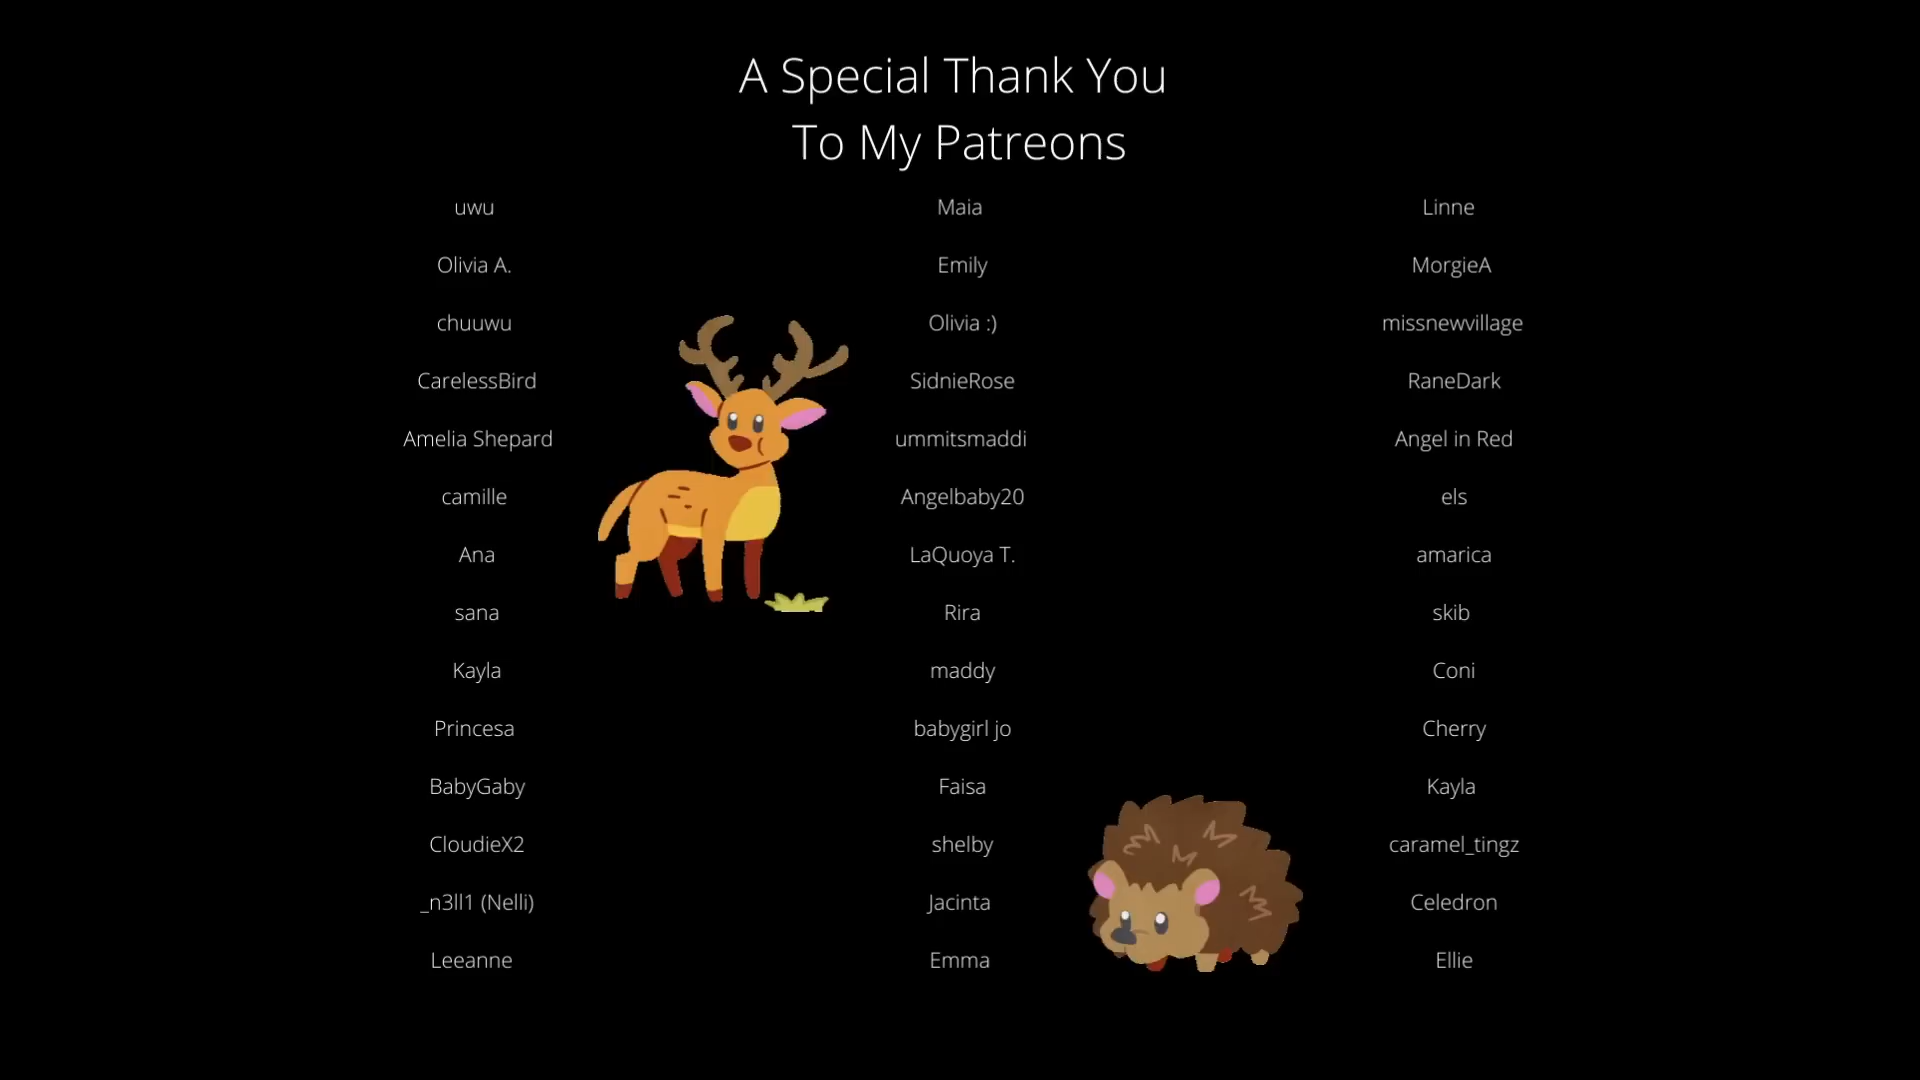 A Special Thank You
To My Patreons
uwu
Olivia A.
chuuwu
CarelessBird
Amelia Shepard
camille
Ana
sana
Kayla
Princesa
BabyGaby
CloudieX2
_n3ll1 (Nelli)
Leeanne
Maia
Emily
Olivia :)
SidnieRose
ummitsmaddi
Angelbaby20
LaQuoya T.
Rira
maddy
babygirl jo
Faisa
shelby
Jacinta
Emma
Linne
MorgieA
missnewvillage
RaneDark
Angel in Red
els
amarica
skib
Coni
Cherry
Kayla
caramel_tingz
Celedron
Ellie